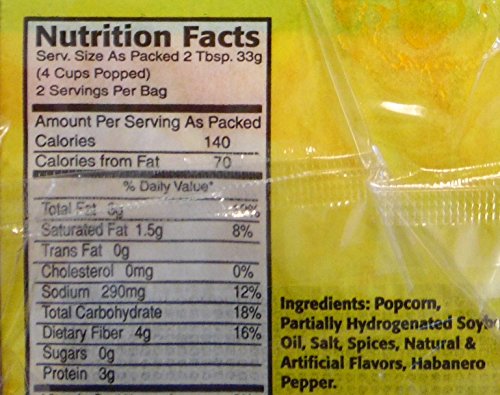 Nutrition Facts
Serv. Size As Packed 2 Tbsp. 33g
(4 Cups Popped)
2 Servings Per Bag
Amount Per Serving As Packed
Calories 140
Calories from Fat 70
% Daily Value*
Total Fat
Saturated Fat 1.5g 8%
Trans Fat 0g
Cholesterol 0mg 0%
Sodium 290mg 12%
Total Carbohydrate 18%
Dietary Fiber 4g 16%
Sugars 0g
Protein 3g
Ingredients: Popcorn,
Partially Hydrogenated
Oil, Salt, Spices, Natural &
Artificial Flavors, Habanero
Pepper.